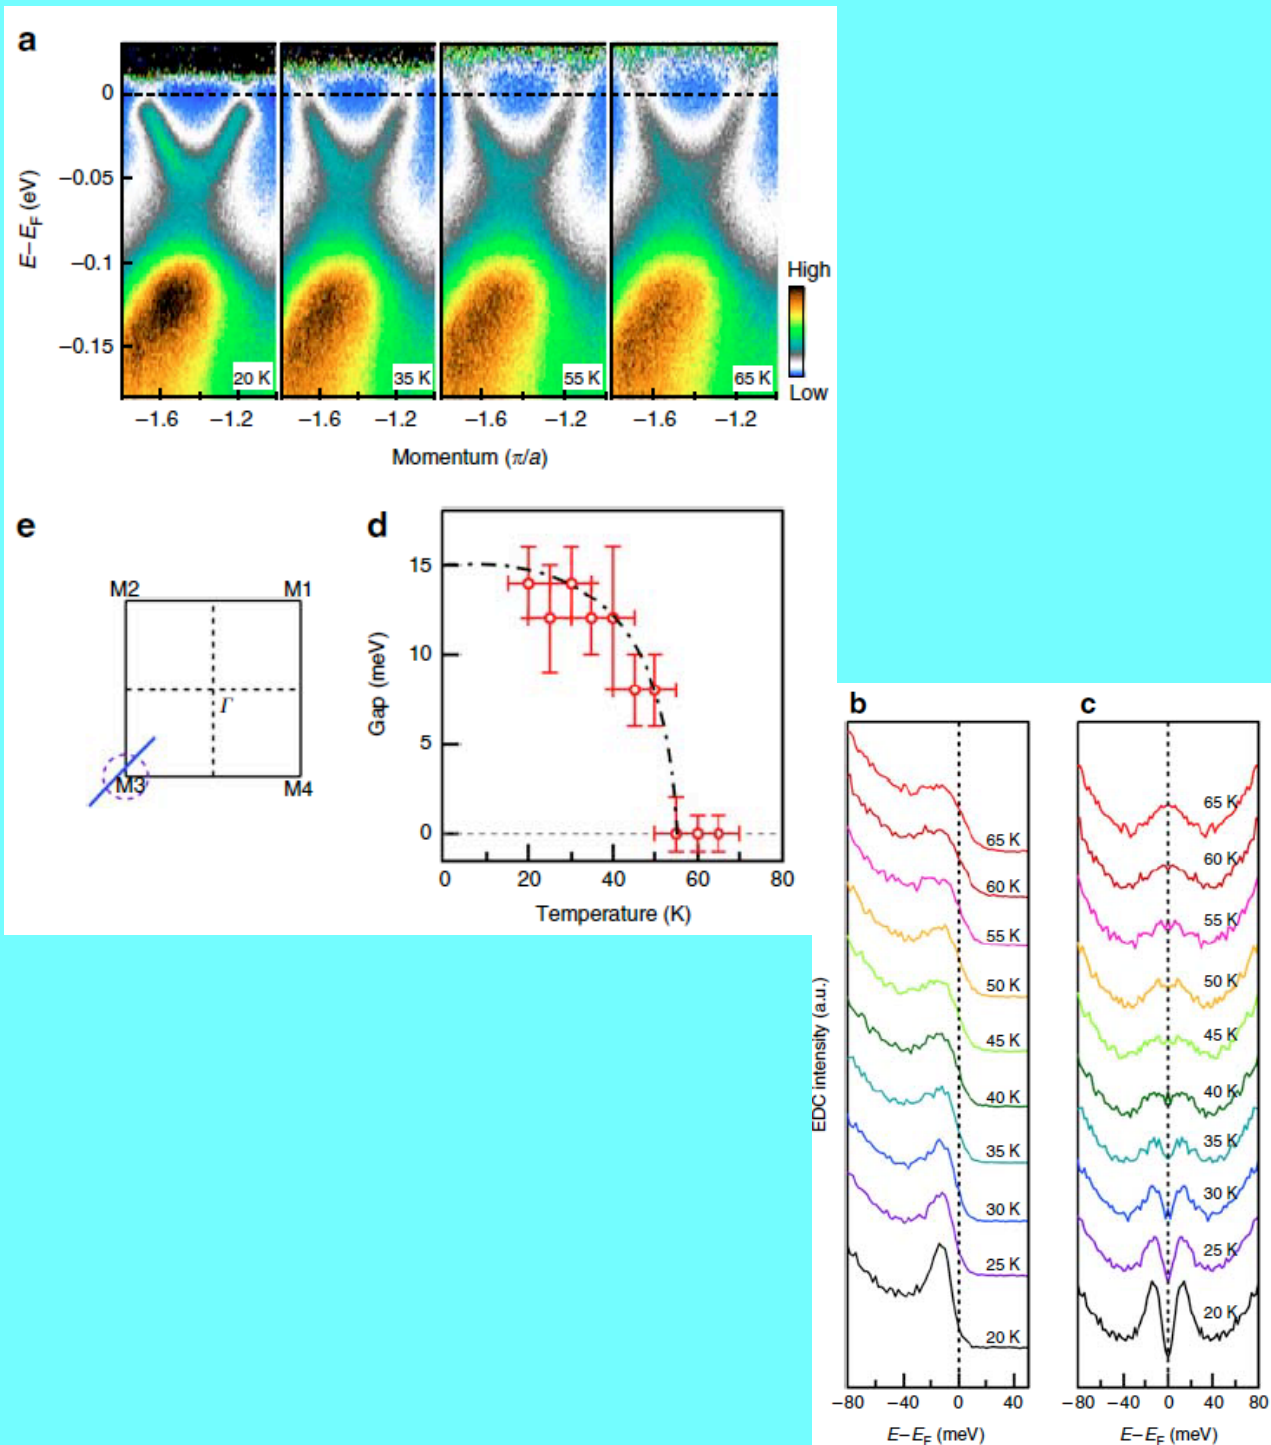 a
0
−0.05
−0.1
−0.15
E−E_F (eV)
20 K
35 K
55 K
65 K
High
Low
−1.6 −1.2 −1.6 −1.2 −1.6 −1.2 −1.6 −1.2
Momentum (π/a)
e
M2 M1
Γ
M3 M4
d
15
10
5
0
Gap (meV)
0 20 40 60 80
Temperature (K)
b
EDC intensity (a.u.)
65 K
60 K
55 K
50 K
45 K
40 K
35 K
30 K
25 K
20 K
−80 −40 0 40
E−E_F (meV)
c
65 K
60 K
55 K
50 K
45 K
40 K
35 K
30 K
25 K
20 K
−80 −40 0 40 80
E−E_F (meV)